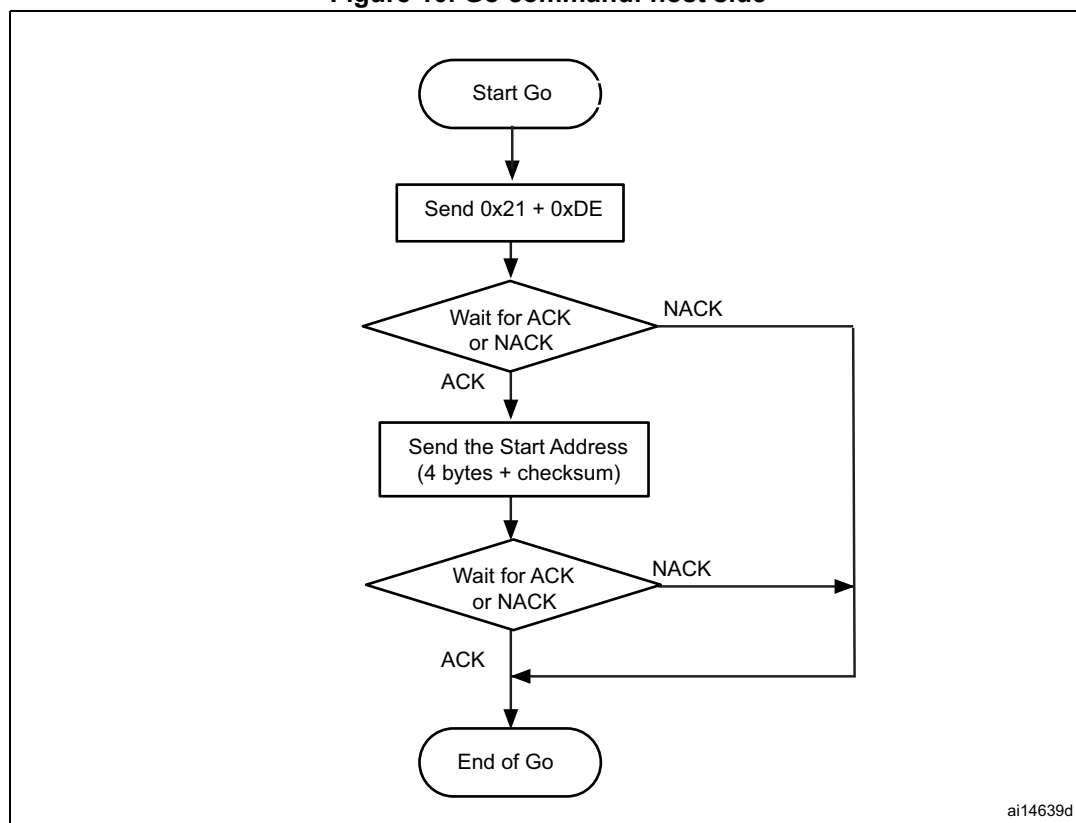 Start Go
Send 0x21 + 0xDE
Wait for ACK
or NACK
NACK
ACK
Send the Start Address
(4 bytes + checksum)
Wait for ACK
or NACK
NACK
ACK
End of Go
ai14639d